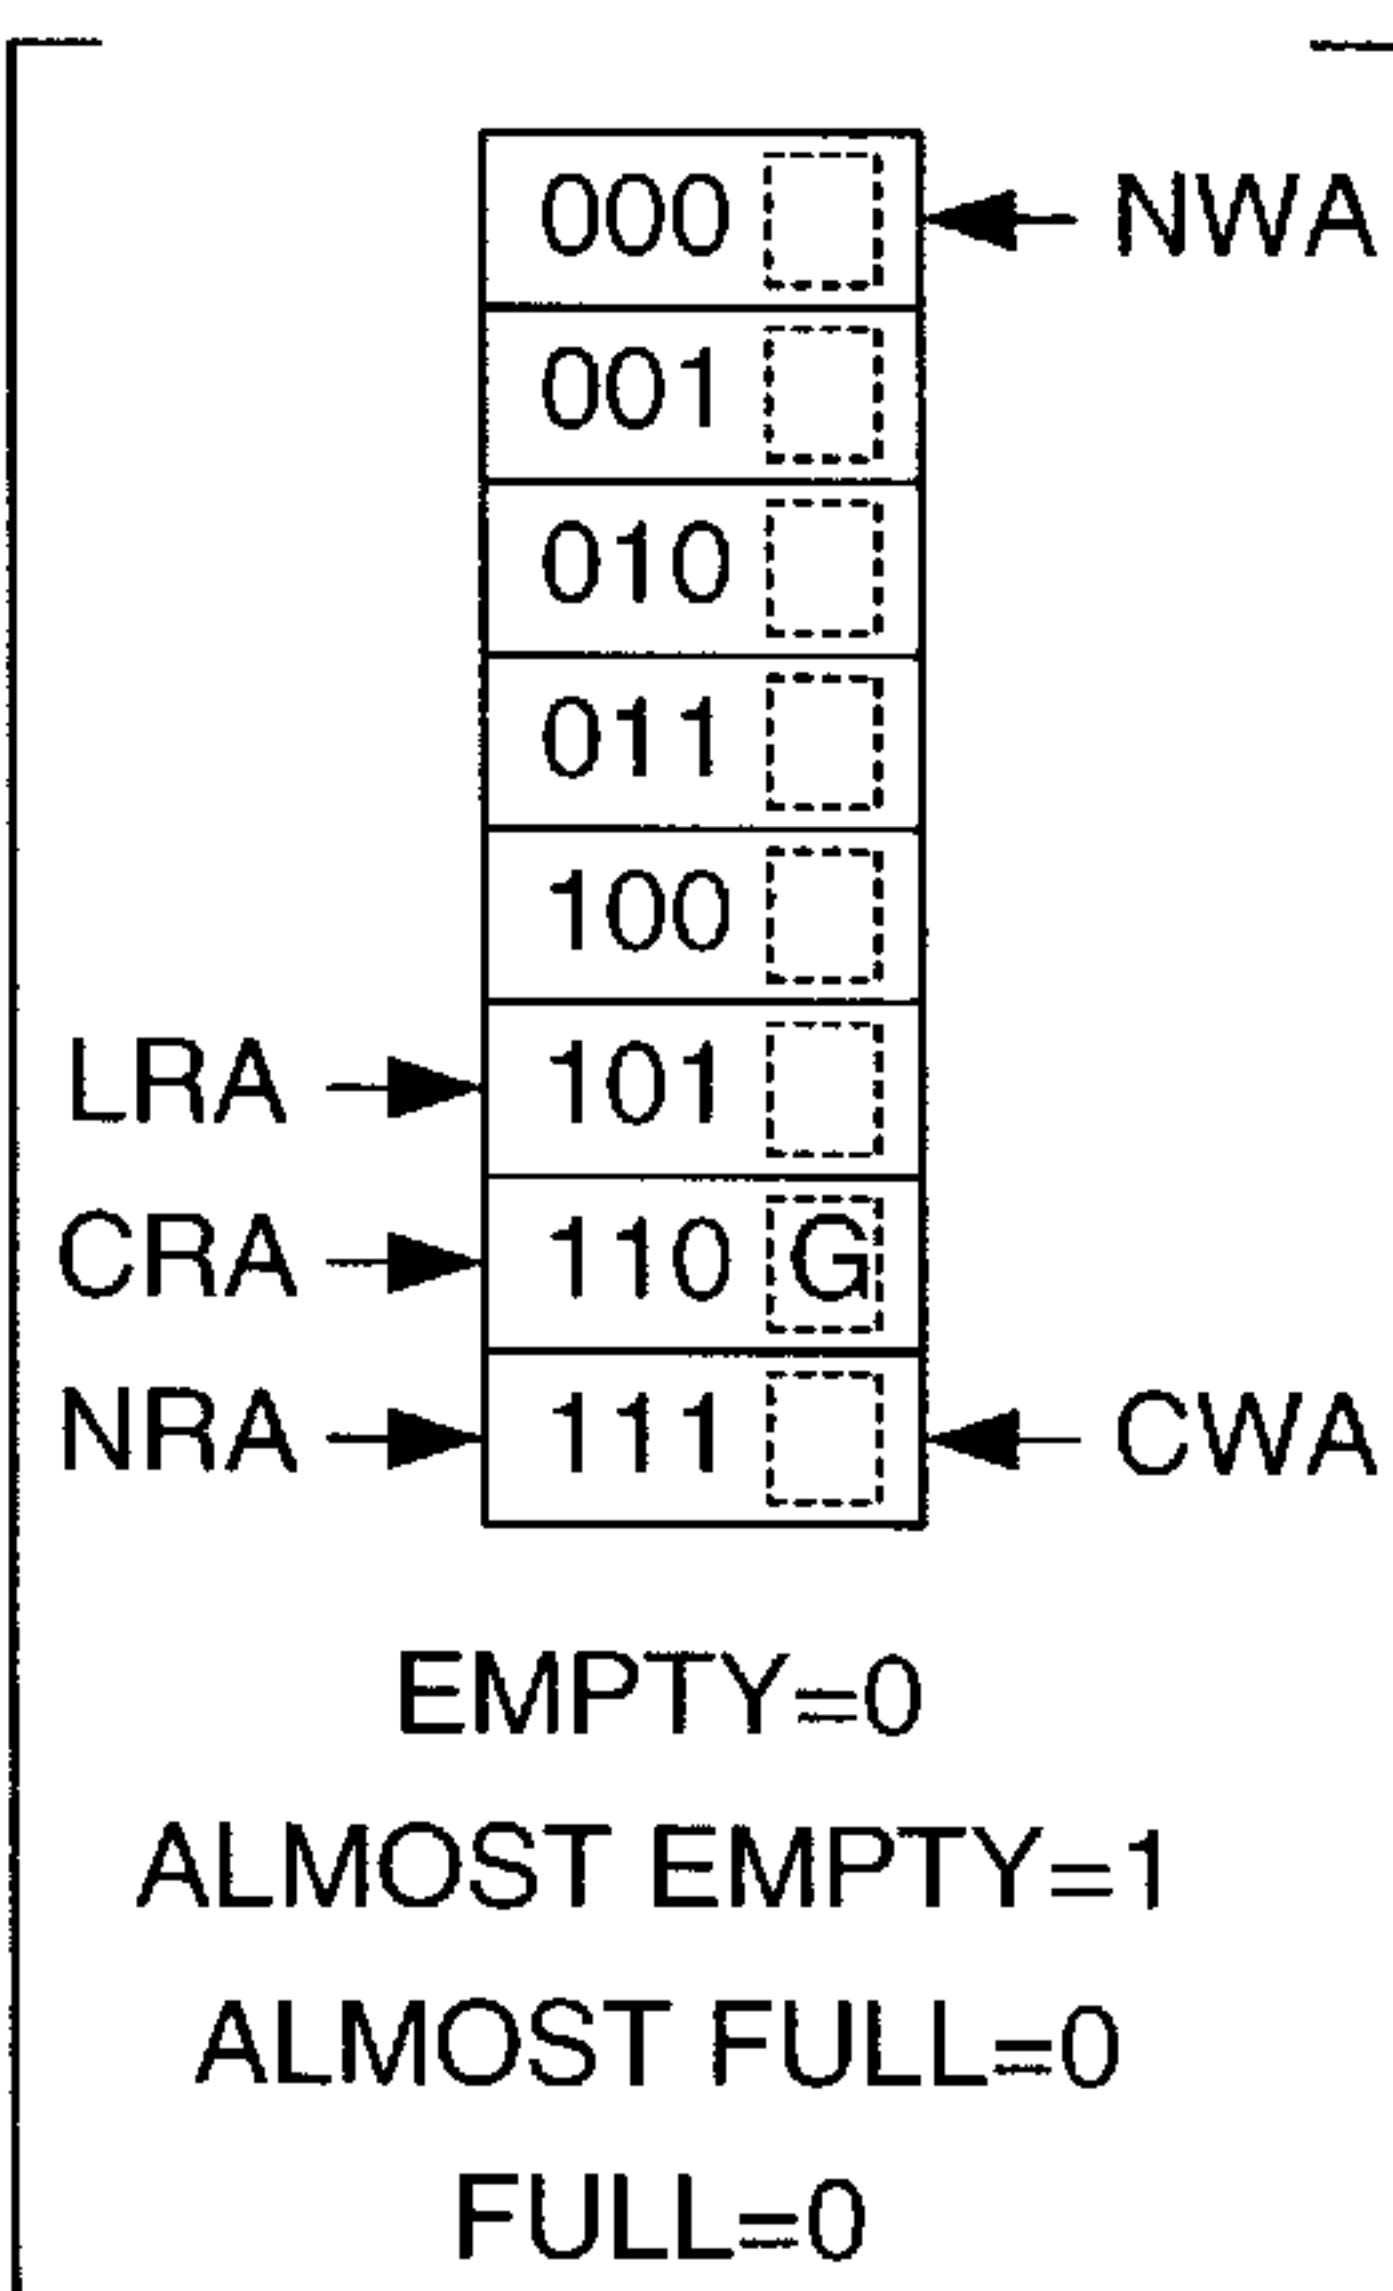 000 NWA
001
010
011
100
LRA 101
CRA 110 G
NRA 111 CWA
EMPTY=0
ALMOST EMPTY=1
ALMOST FULL=0
FULL=0